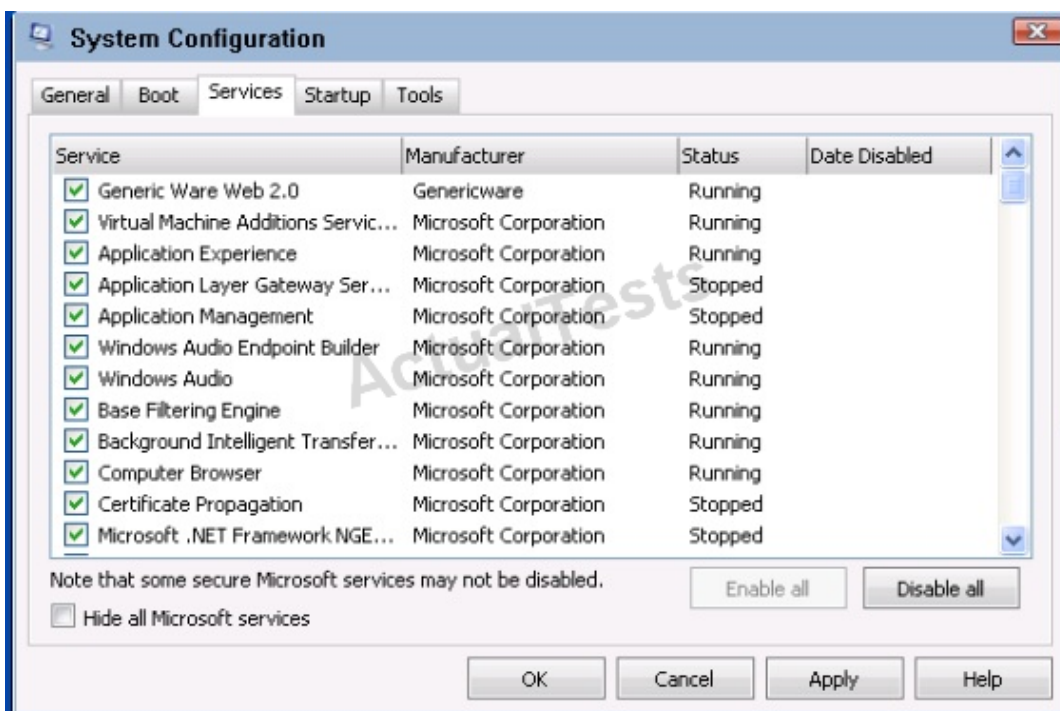 System Configuration
General Boot Services Startup Tools
Service Manufacturer Status Date Disabled
Generic Ware Web 2.0 Genericware Running
Virtual Machine Additions Servic... Microsoft Corporation Running
Application Experience Microsoft Corporation Running
Application Layer Gateway Ser... Microsoft Corporation Stopped
Application Management Microsoft Corporation Stopped
Windows Audio Endpoint Builder Microsoft Corporation Running
Windows Audio Microsoft Corporation Running
Base Filtering Engine Microsoft Corporation Running
Background Intelligent Transfer... Microsoft Corporation Running
Computer Browser Microsoft Corporation Running
Certificate Propagation Microsoft Corporation Stopped
Microsoft .NET Framework NGE... Microsoft Corporation Stopped
ActualTests
Note that some secure Microsoft services may not be disabled.
Enable all Disable all
Hide all Microsoft services
OK Cancel Apply Help